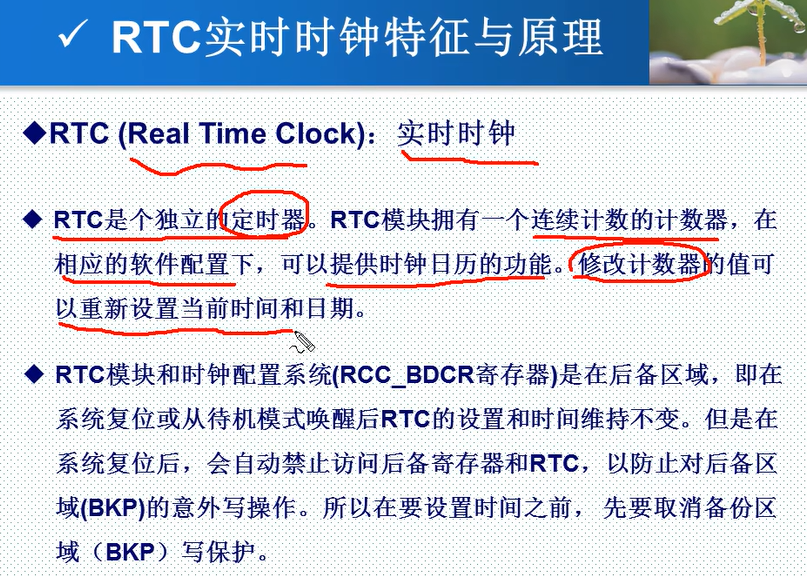 ✓ RTC实时时钟特征与原理
◆RTC (Real Time Clock)：实时时钟
◆ RTC是个独立的定时器。RTC模块拥有一个连续计数的计数器，在
相应的软件配置下，可以提供时钟日历的功能。修改计数器的值可
以重新设置当前时间和日期。
◆ RTC模块和时钟配置系统(RCC_BDCR寄存器)是在后备区域，即在
系统复位或从待机模式唤醒后RTC的设置和时间维持不变。但是在
系统复位后，会自动禁止访问后备寄存器和RTC，以防止对后备区
域(BKP)的意外写操作。所以在要设置时间之前， 先要取消备份区
域（BKP）写保护。